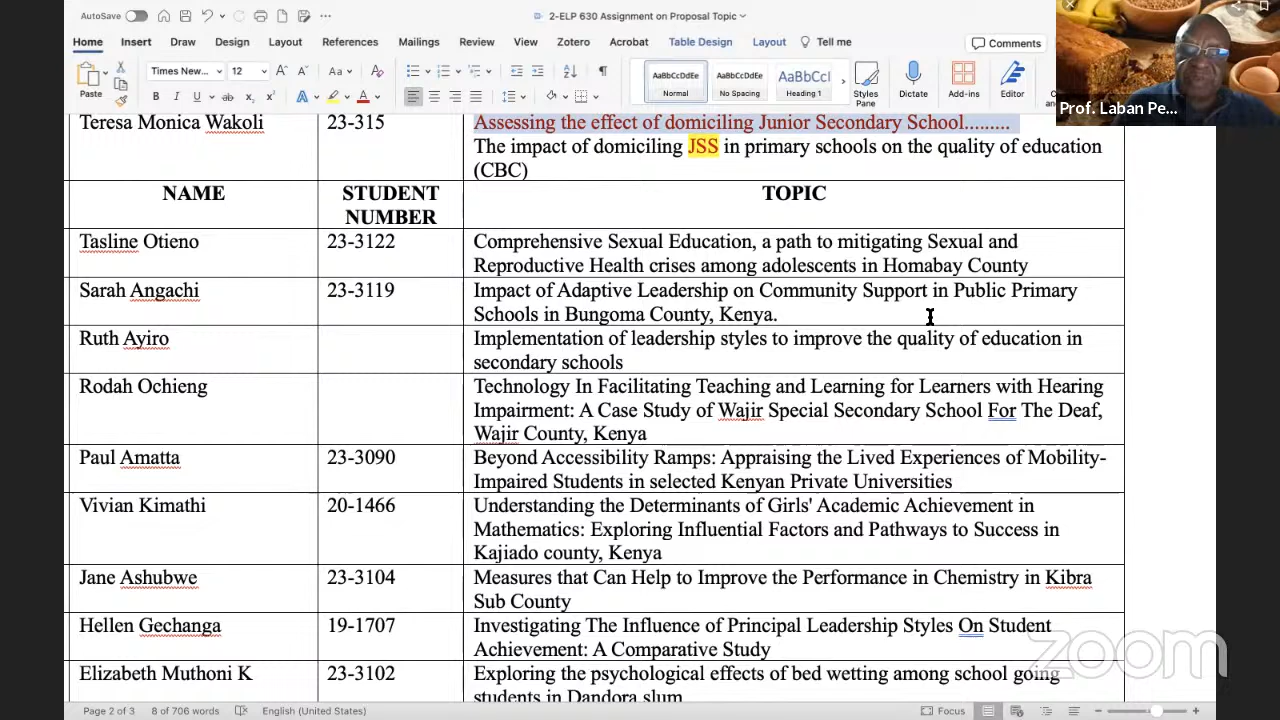 AutoSave
2-ELP 630 Assignment on Proposal Topic
Home Insert Draw Design Layout References Mailings Review View Zotero Acrobat Table Design Layout Tell me
Comments
Paste
Times New... 12
AaBbCcDdEe AaBbCcDdEe AaBbCcI
Normal No Spacing Heading 1
Styles
Pane
Dictate
Add-ins
Editor
Prof. Laban Pe...
Teresa Monica Wakoli 23-315 Assessing the effect of domiciling Junior Secondary School.........
The impact of domiciling JSS in primary schools on the quality of education
(CBC)
NAME STUDENT TOPIC
NUMBER
Tasline Otieno 23-3122 Comprehensive Sexual Education, a path to mitigating Sexual and
Reproductive Health crises among adolescents in Homabay County
Sarah Angachi 23-3119 Impact of Adaptive Leadership on Community Support in Public Primary
Schools in Bungoma County, Kenya.
Ruth Ayiro Implementation of leadership styles to improve the quality of education in
secondary schools
Rodah Ochieng Technology In Facilitating Teaching and Learning for Learners with Hearing
Impairment: A Case Study of Wajir Special Secondary School For The Deaf,
Wajir County, Kenya
Paul Amatta 23-3090 Beyond Accessibility Ramps: Appraising the Lived Experiences of Mobility-
Impaired Students in selected Kenyan Private Universities
Vivian Kimathi 20-1466 Understanding the Determinants of Girls' Academic Achievement in
Mathematics: Exploring Influential Factors and Pathways to Success in
Kajiado county, Kenya
Jane Ashubwe 23-3104 Measures that Can Help to Improve the Performance in Chemistry in Kibra
Sub County
Hellen Gechanga 19-1707 Investigating The Influence of Principal Leadership Styles On Student
Achievement: A Comparative Study
Elizabeth Muthoni K 23-3102 Exploring the psychological effects of bed wetting among school going
students in Dandora slum
zoom
Page 2 of 3 8 of 706 words English (United States) Focus